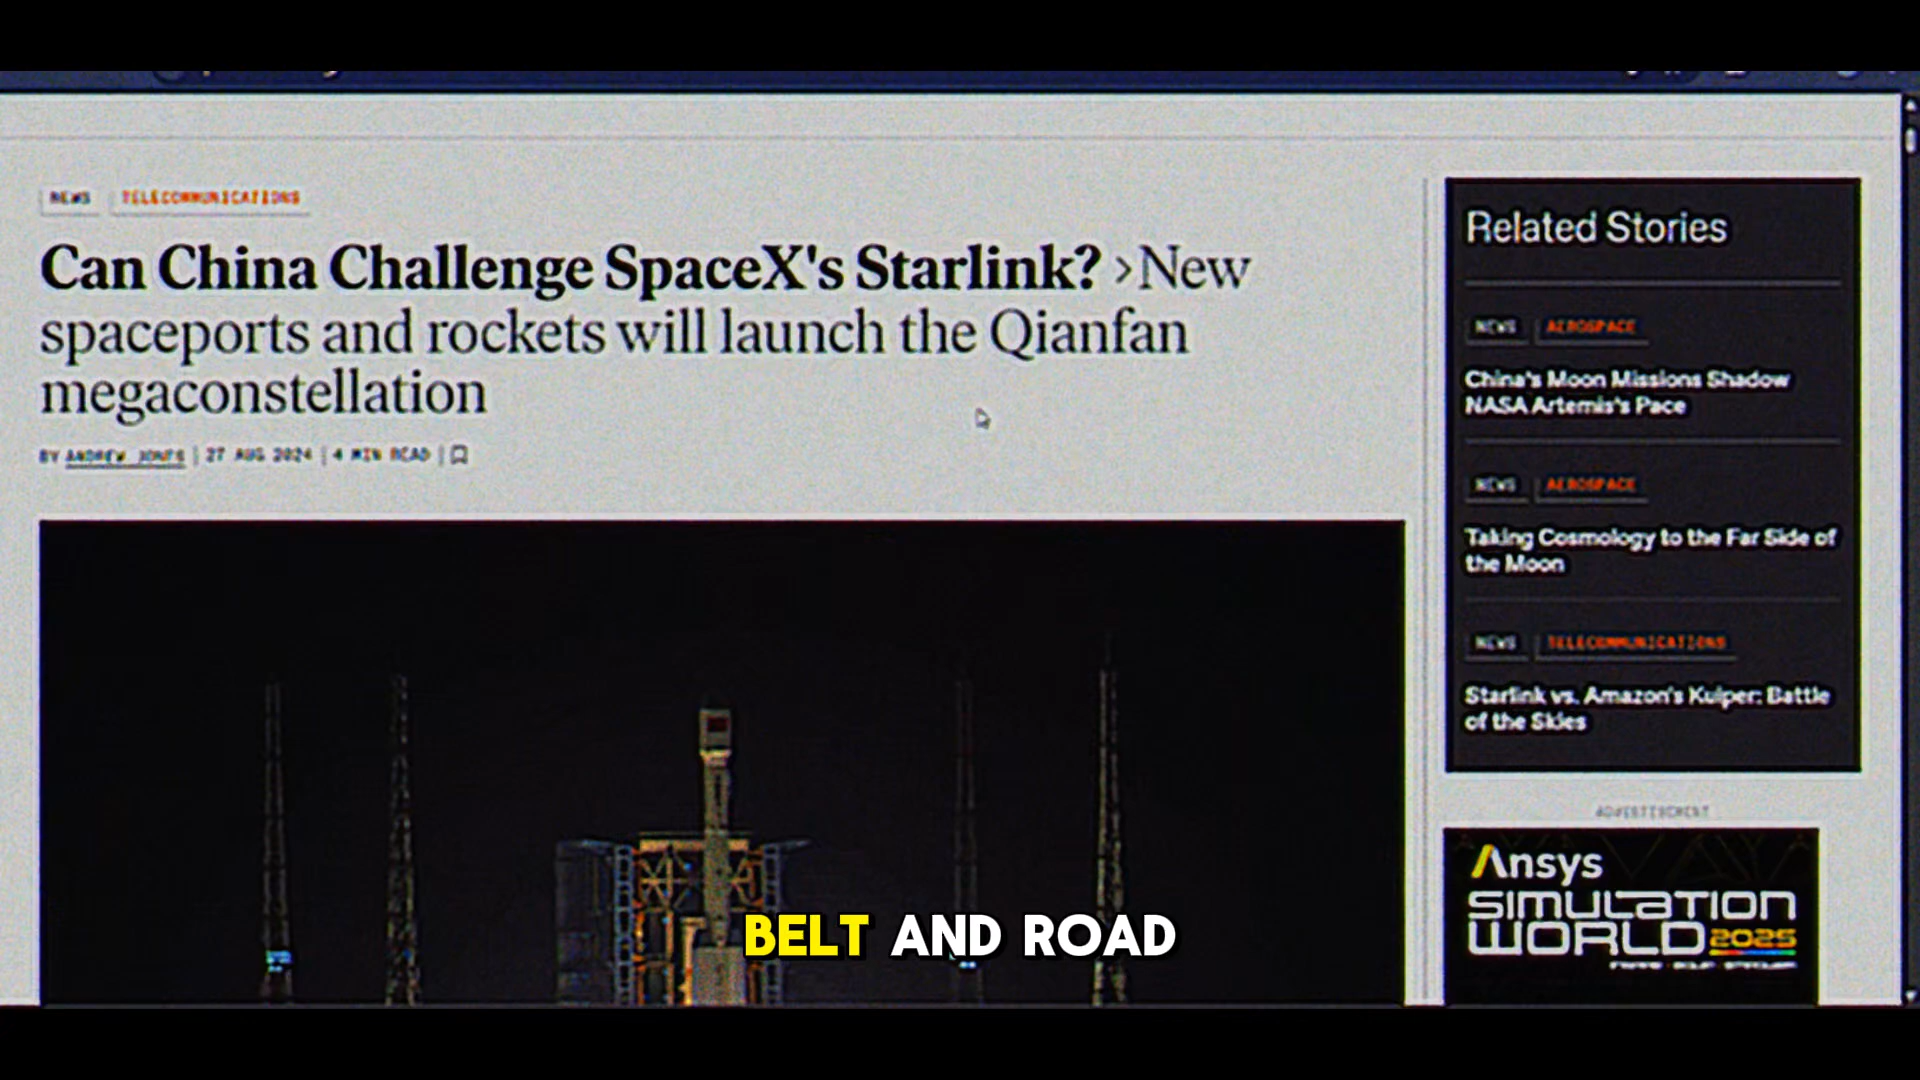 NEWS TELECOMMUNICATIONS
Can China Challenge SpaceX's Starlink? › New
spaceports and rockets will launch the Qianfan
megaconstellation
BY ANDREW JONES | 27 AUG 2024 | 4 MIN READ |
Related Stories
NEWS AEROSPACE
China's Moon Missions Shadow
NASA Artemis's Pace
NEWS AEROSPACE
Taking Cosmology to the Far Side of
the Moon
NEWS TELECOMMUNICATIONS
Starlink vs. Amazon's Kuiper: Battle
of the Skies
ADVERTISEMENT
Ansys
SIMULATION
WORLD 2025
BELT AND ROAD